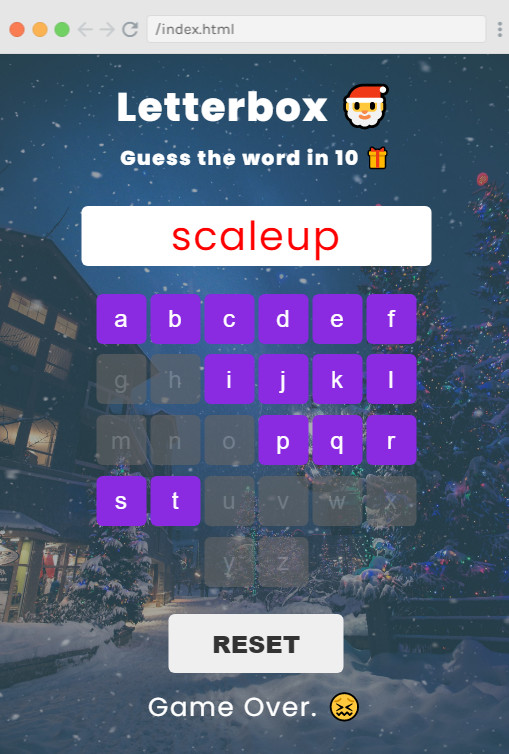 /index.html
Letterbox 🎅
Guess the word in 10 🎁
scaleup
a b c d e f
g h i j k l
m n o p q r
s t u v w x
y z
RESET
Game Over. 😖